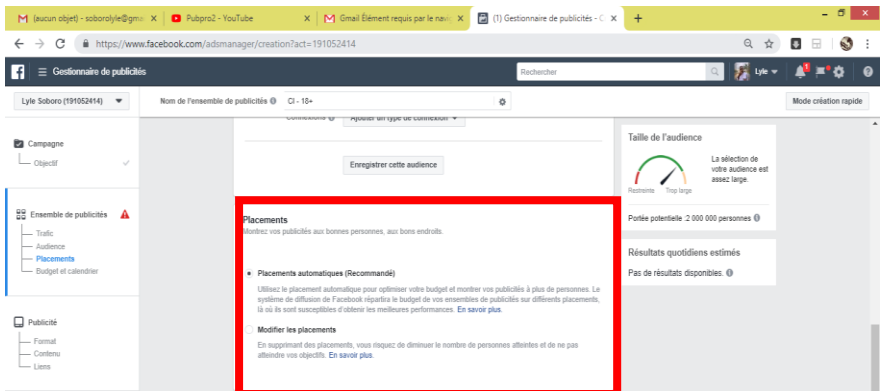 (aucun objet) - soborolyle@gma
Pubpro2 - YouTube
Gmail Élément requis par le navi
(1) Gestionnaire de publicités - C
https://www.facebook.com/adsmanager/creation?act=191052414
Gestionnaire de publicités
Rechercher
Lyle
Lyle Soboro (191052414)
Nom de l'ensemble de publicités
CI - 18+
Mode création rapide
Connexions
Ajouter un type de connexion
Enregistrer cette audience
Campagne
Objectif
Ensemble de publicités
Trafic
Audience
Placements
Budget et calendrier
Publicité
Format
Contenu
Liens
Placements
Montrez vos publicités aux bonnes personnes, aux bons endroits.
Placements automatiques (Recommandé)
Utilisez le placement automatique pour optimiser votre budget et montrer vos publicités à plus de personnes. Le
système de diffusion de Facebook répartira le budget de vos ensembles de publicités sur différents placements,
là où ils sont susceptibles d'obtenir les meilleures performances. En savoir plus.
Modifier les placements
En supprimant des placements, vous risquez de diminuer le nombre de personnes atteintes et de ne pas
atteindre vos objectifs. En savoir plus.
Taille de l'audience
La sélection de
votre audience est
assez large.
Restreinte
Trop large
Portée potentielle :2 000 000 personnes
Résultats quotidiens estimés
Pas de résultats disponibles.